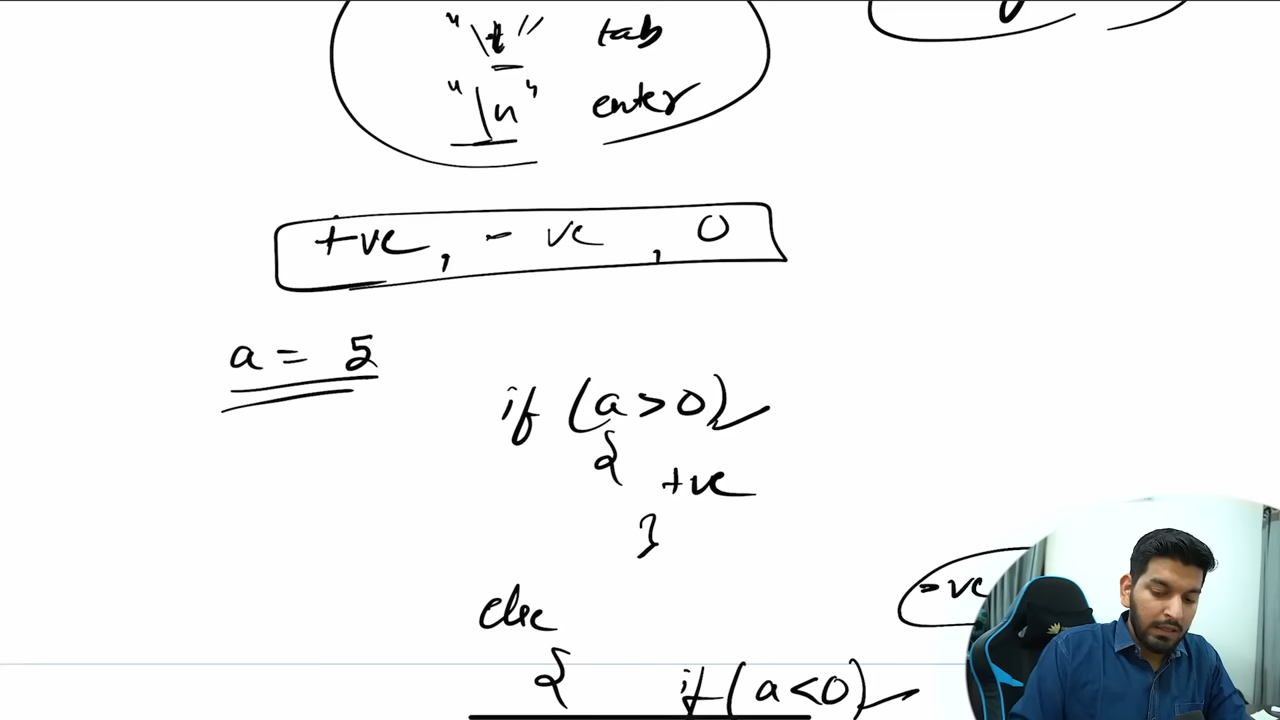 "\t" tab
"\n" enter
+ve, - ve, 0
a = 5
if (a>0)
{
+ve
}
else
-ve
{
if (a<0)